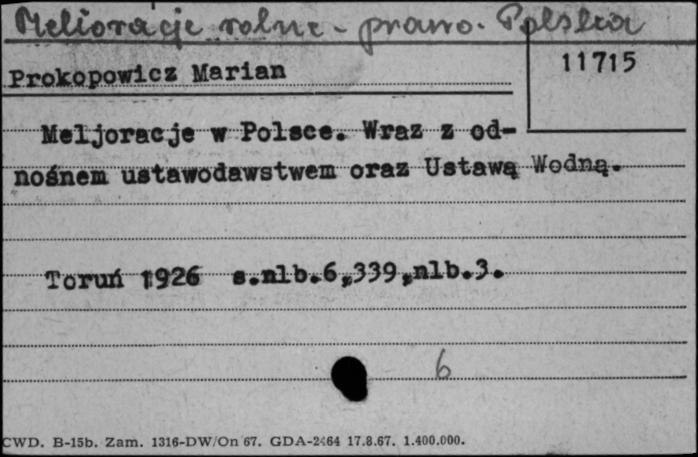 Melioracje rolne - prawo - Polska
Prokopowicz Marian
11715
Meljoracje w Polsce. Wraz z od-
nośnem ustawodawstwem oraz Ustawą Wodną.
Toruń 1926 s.nlb.6,339,nlb.3.
6
CWD. B-15b. Zam. 1316-DW/On 67. GDA-2464 17.8.67. 1.400.000.